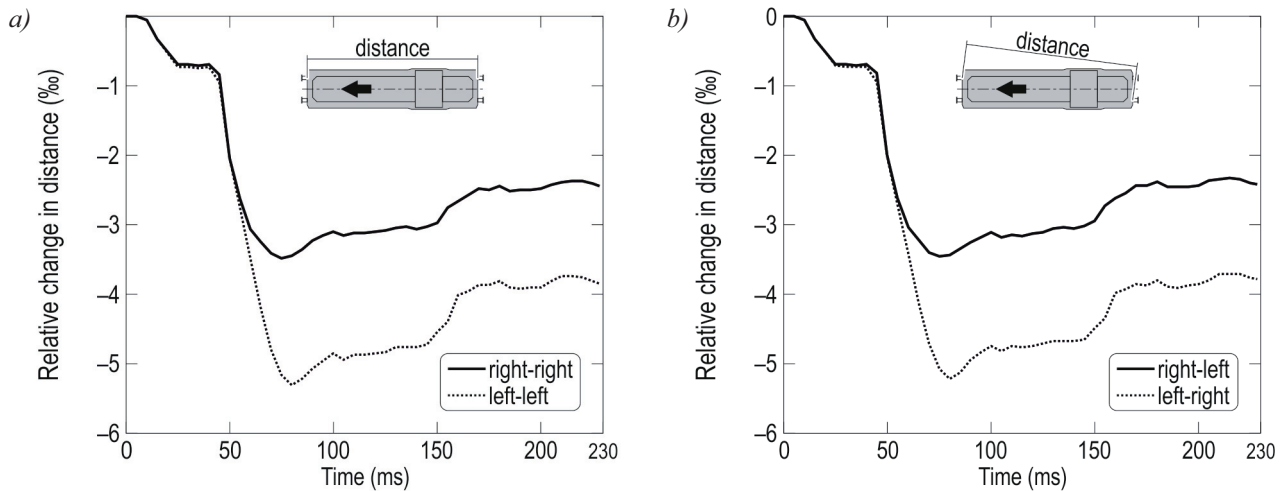 a)
Relative change in distance (‰)
–1
–2
–3
–4
–5
–6
distance
right-right
left-left
0 50 100 150 200 230
Time (ms)
b)
Relative change in distance (‰)
0
–1
–2
–3
–4
–5
–6
distance
right-left
left-right
0 50 100 150 200 230
Time (ms)